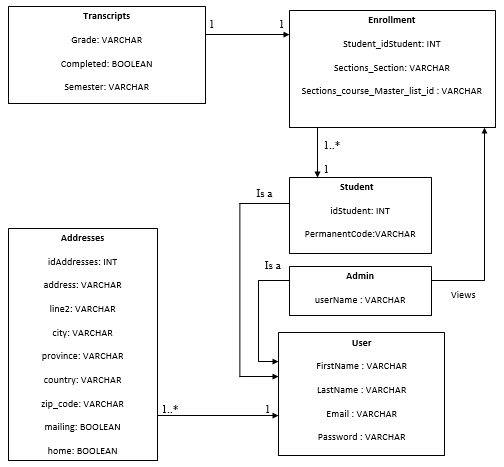 Transcripts
Grade: VARCHAR
Completed: BOOLEAN
Semester: VARCHAR
1
1
Enrollment
Student_idStudent: INT
Sections_Section: VARCHAR
Sections_course_Master_list_id : VARCHAR
1..*
1
Student
idStudent: INT
PermanentCode:VARCHAR
Is a
Admin
userName : VARCHAR
Is a
Views
Addresses
idAddresses: INT
address: VARCHAR
line2: VARCHAR
city: VARCHAR
province: VARCHAR
country: VARCHAR
zip_code: VARCHAR
mailing: BOOLEAN
home: BOOLEAN
1..*
1
User
FirstName : VARCHAR
LastName : VARCHAR
Email : VARCHAR
Password : VARCHAR